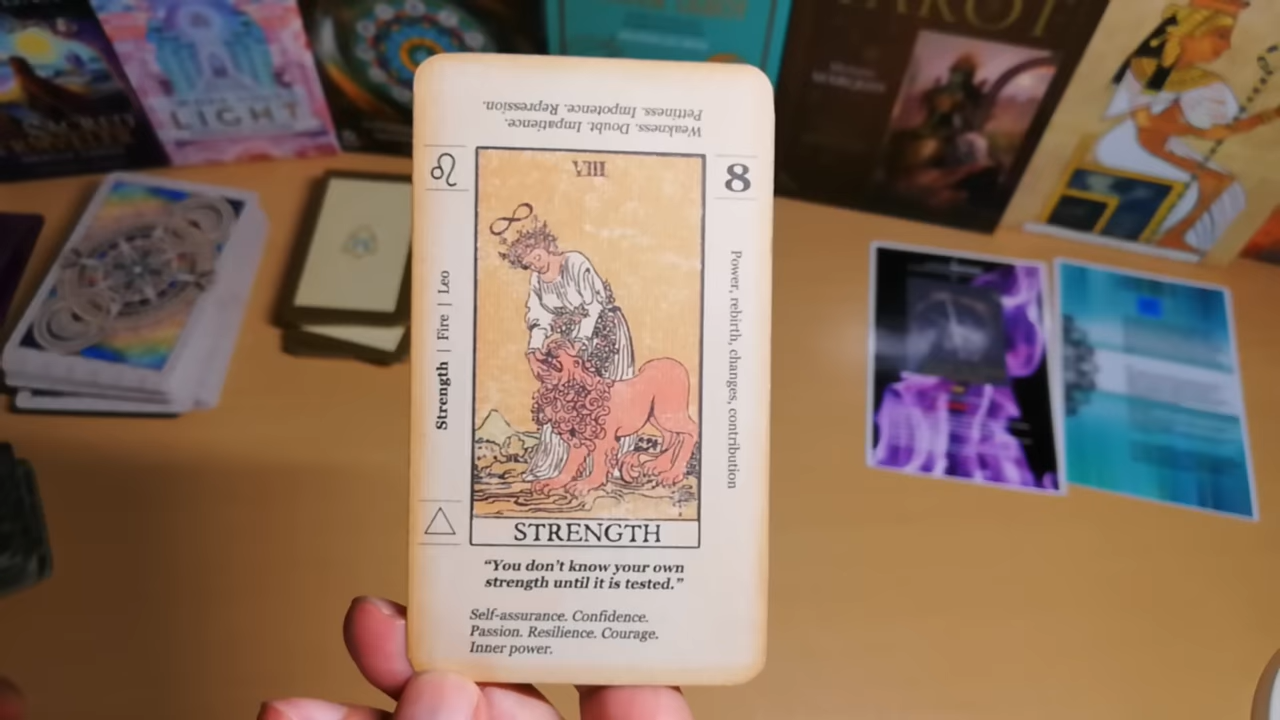 TAROT
LIGHT
Weakness. Doubt. Impatience.
Pettiness. Impotence. Repression.
VIII
8
Strength | Fire | Leo
Power, rebirth, changes, contribution
STRENGTH
“You don’t know your own
strength until it is tested.”
Self-assurance. Confidence.
Passion. Resilience. Courage.
Inner power.